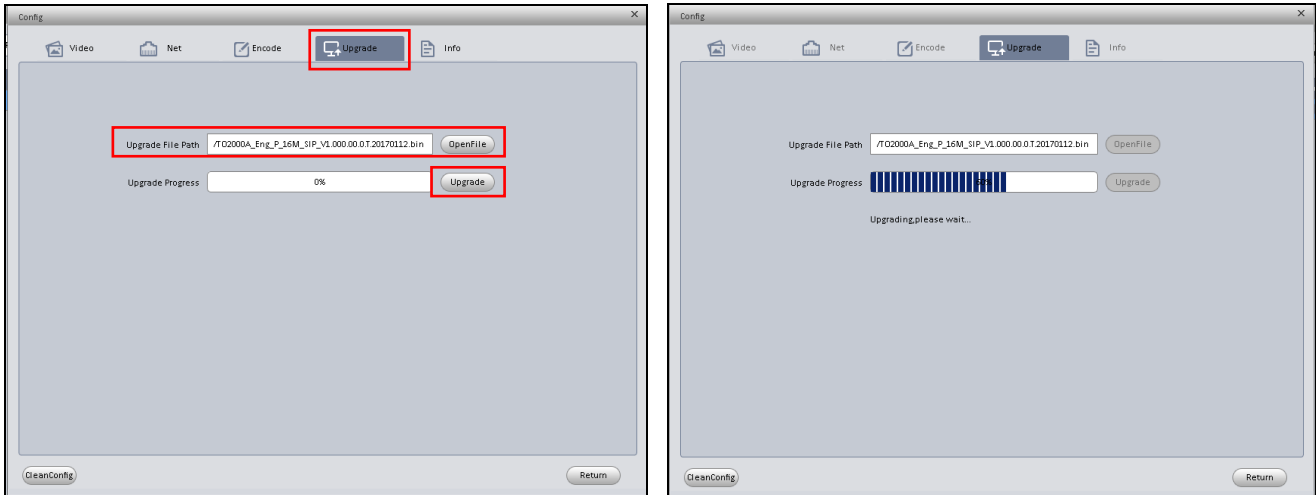 Config
Video Net Encode Upgrade Info
Upgrade File Path /TO2000A_Eng_P_16M_SIP_V1.000.00.0.T.20170112.bin OpenFile
Upgrade Progress 0% Upgrade
CleanConfig Return
Config
Video Net Encode Upgrade Info
Upgrade File Path /TO2000A_Eng_P_16M_SIP_V1.000.00.0.T.20170112.bin OpenFile
Upgrade Progress Upgrade
Upgrading,please wait...
CleanConfig Return